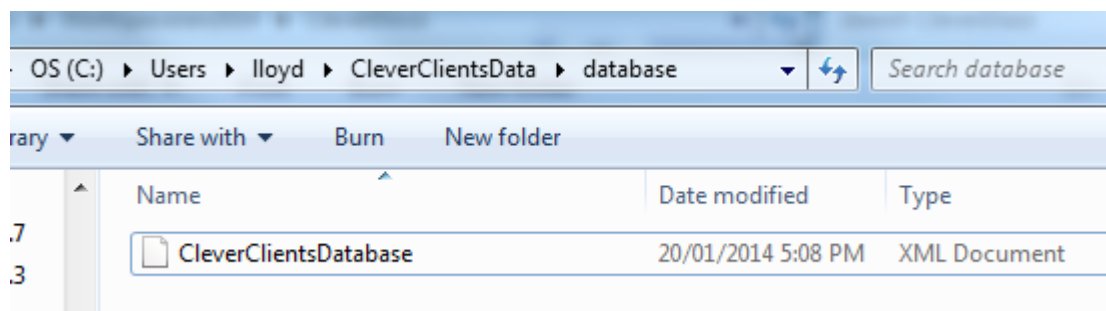 OS (C:) ▸ Users ▸ lloyd ▸ CleverClientsData ▸ database Search database
rary Share with Burn New folder
Name Date modified Type
.7
CleverClientsDatabase 20/01/2014 5:08 PM XML Document
.3